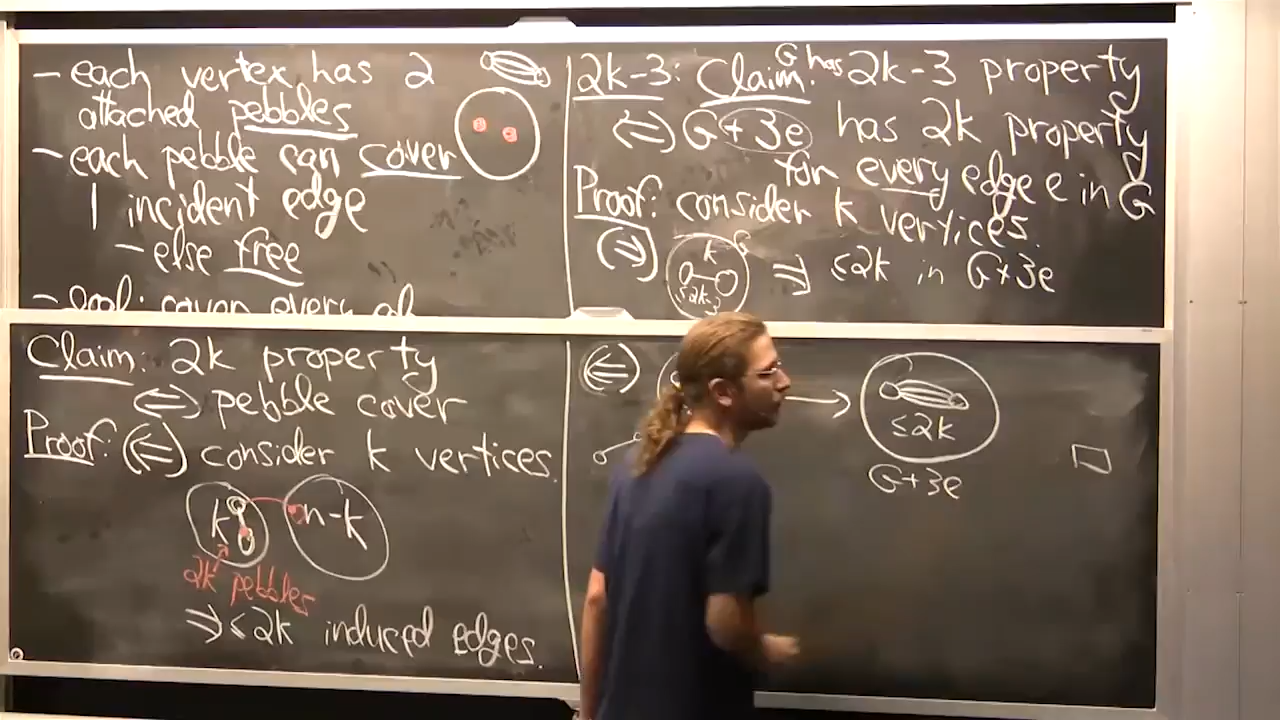 - each vertex has 2
attached pebbles
- each pebble can cover
1 incident edge
- else free
2k-3: Claim: G has 2k-3 property
⇔ G+3e has 2k property
for every edge e in G
Proof: consider k vertices.
(⇒) k G ⇒ ≤2k in G+3e
≤2k-3
Claim: 2k property
⇔ pebble cover
Proof: (⇐) consider k vertices.
k n-k
2k pebbles
⇒ ≤2k induced edges.
(⇐) → ≤2k
G+3e